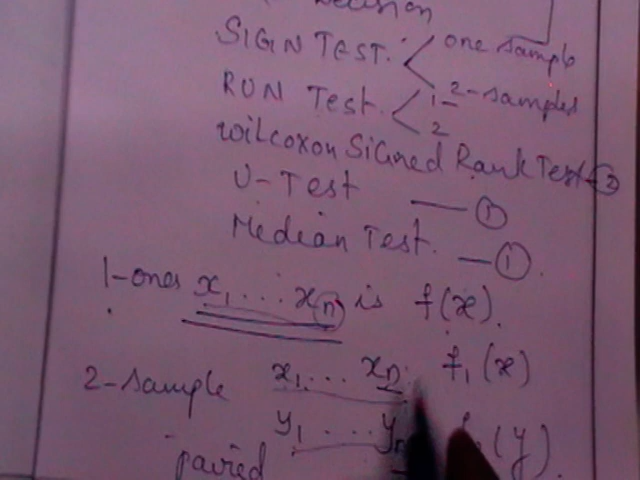 Decision
SIGN TEST. one sample
2-samples
RUN Test. 1
2
Wilcoxon Signed Rank Test
U-Test — ①
Median Test. — ①.
1-ones x₁ ... xₙ is f(x).
2-sample x₁ ... xₙ. f₁(x)
y₁ ... yₙ (y).
paired